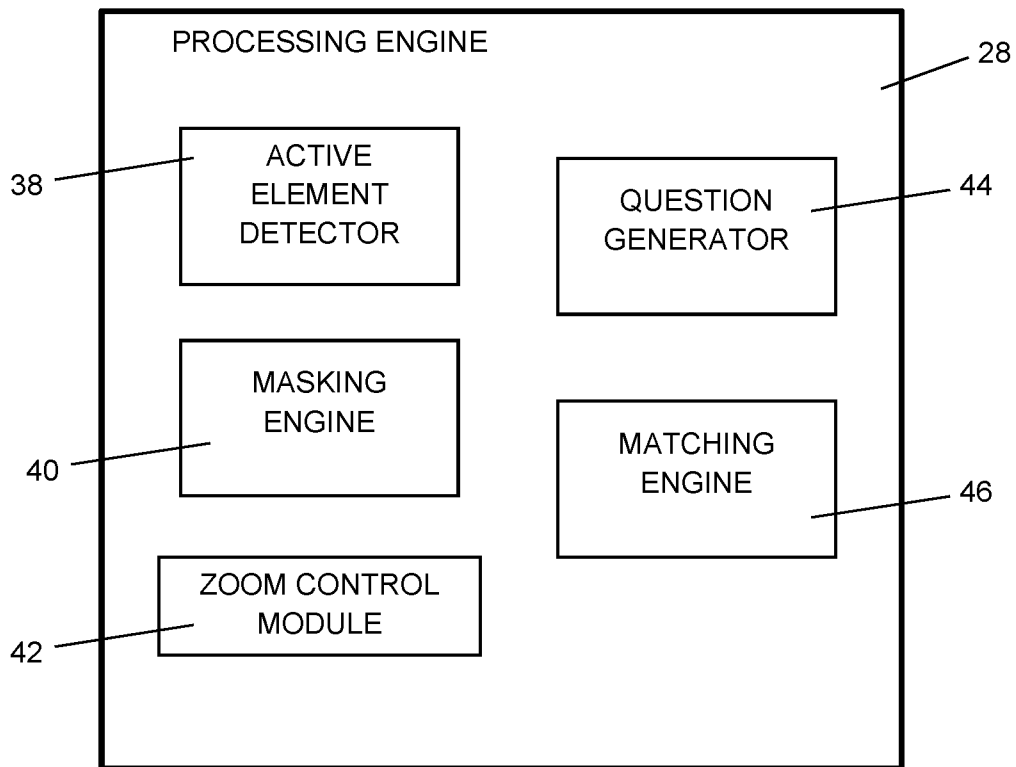 PROCESSING ENGINE
28
38
ACTIVE
ELEMENT
DETECTOR
44
QUESTION
GENERATOR
40
MASKING
ENGINE
46
MATCHING
ENGINE
42
ZOOM CONTROL
MODULE